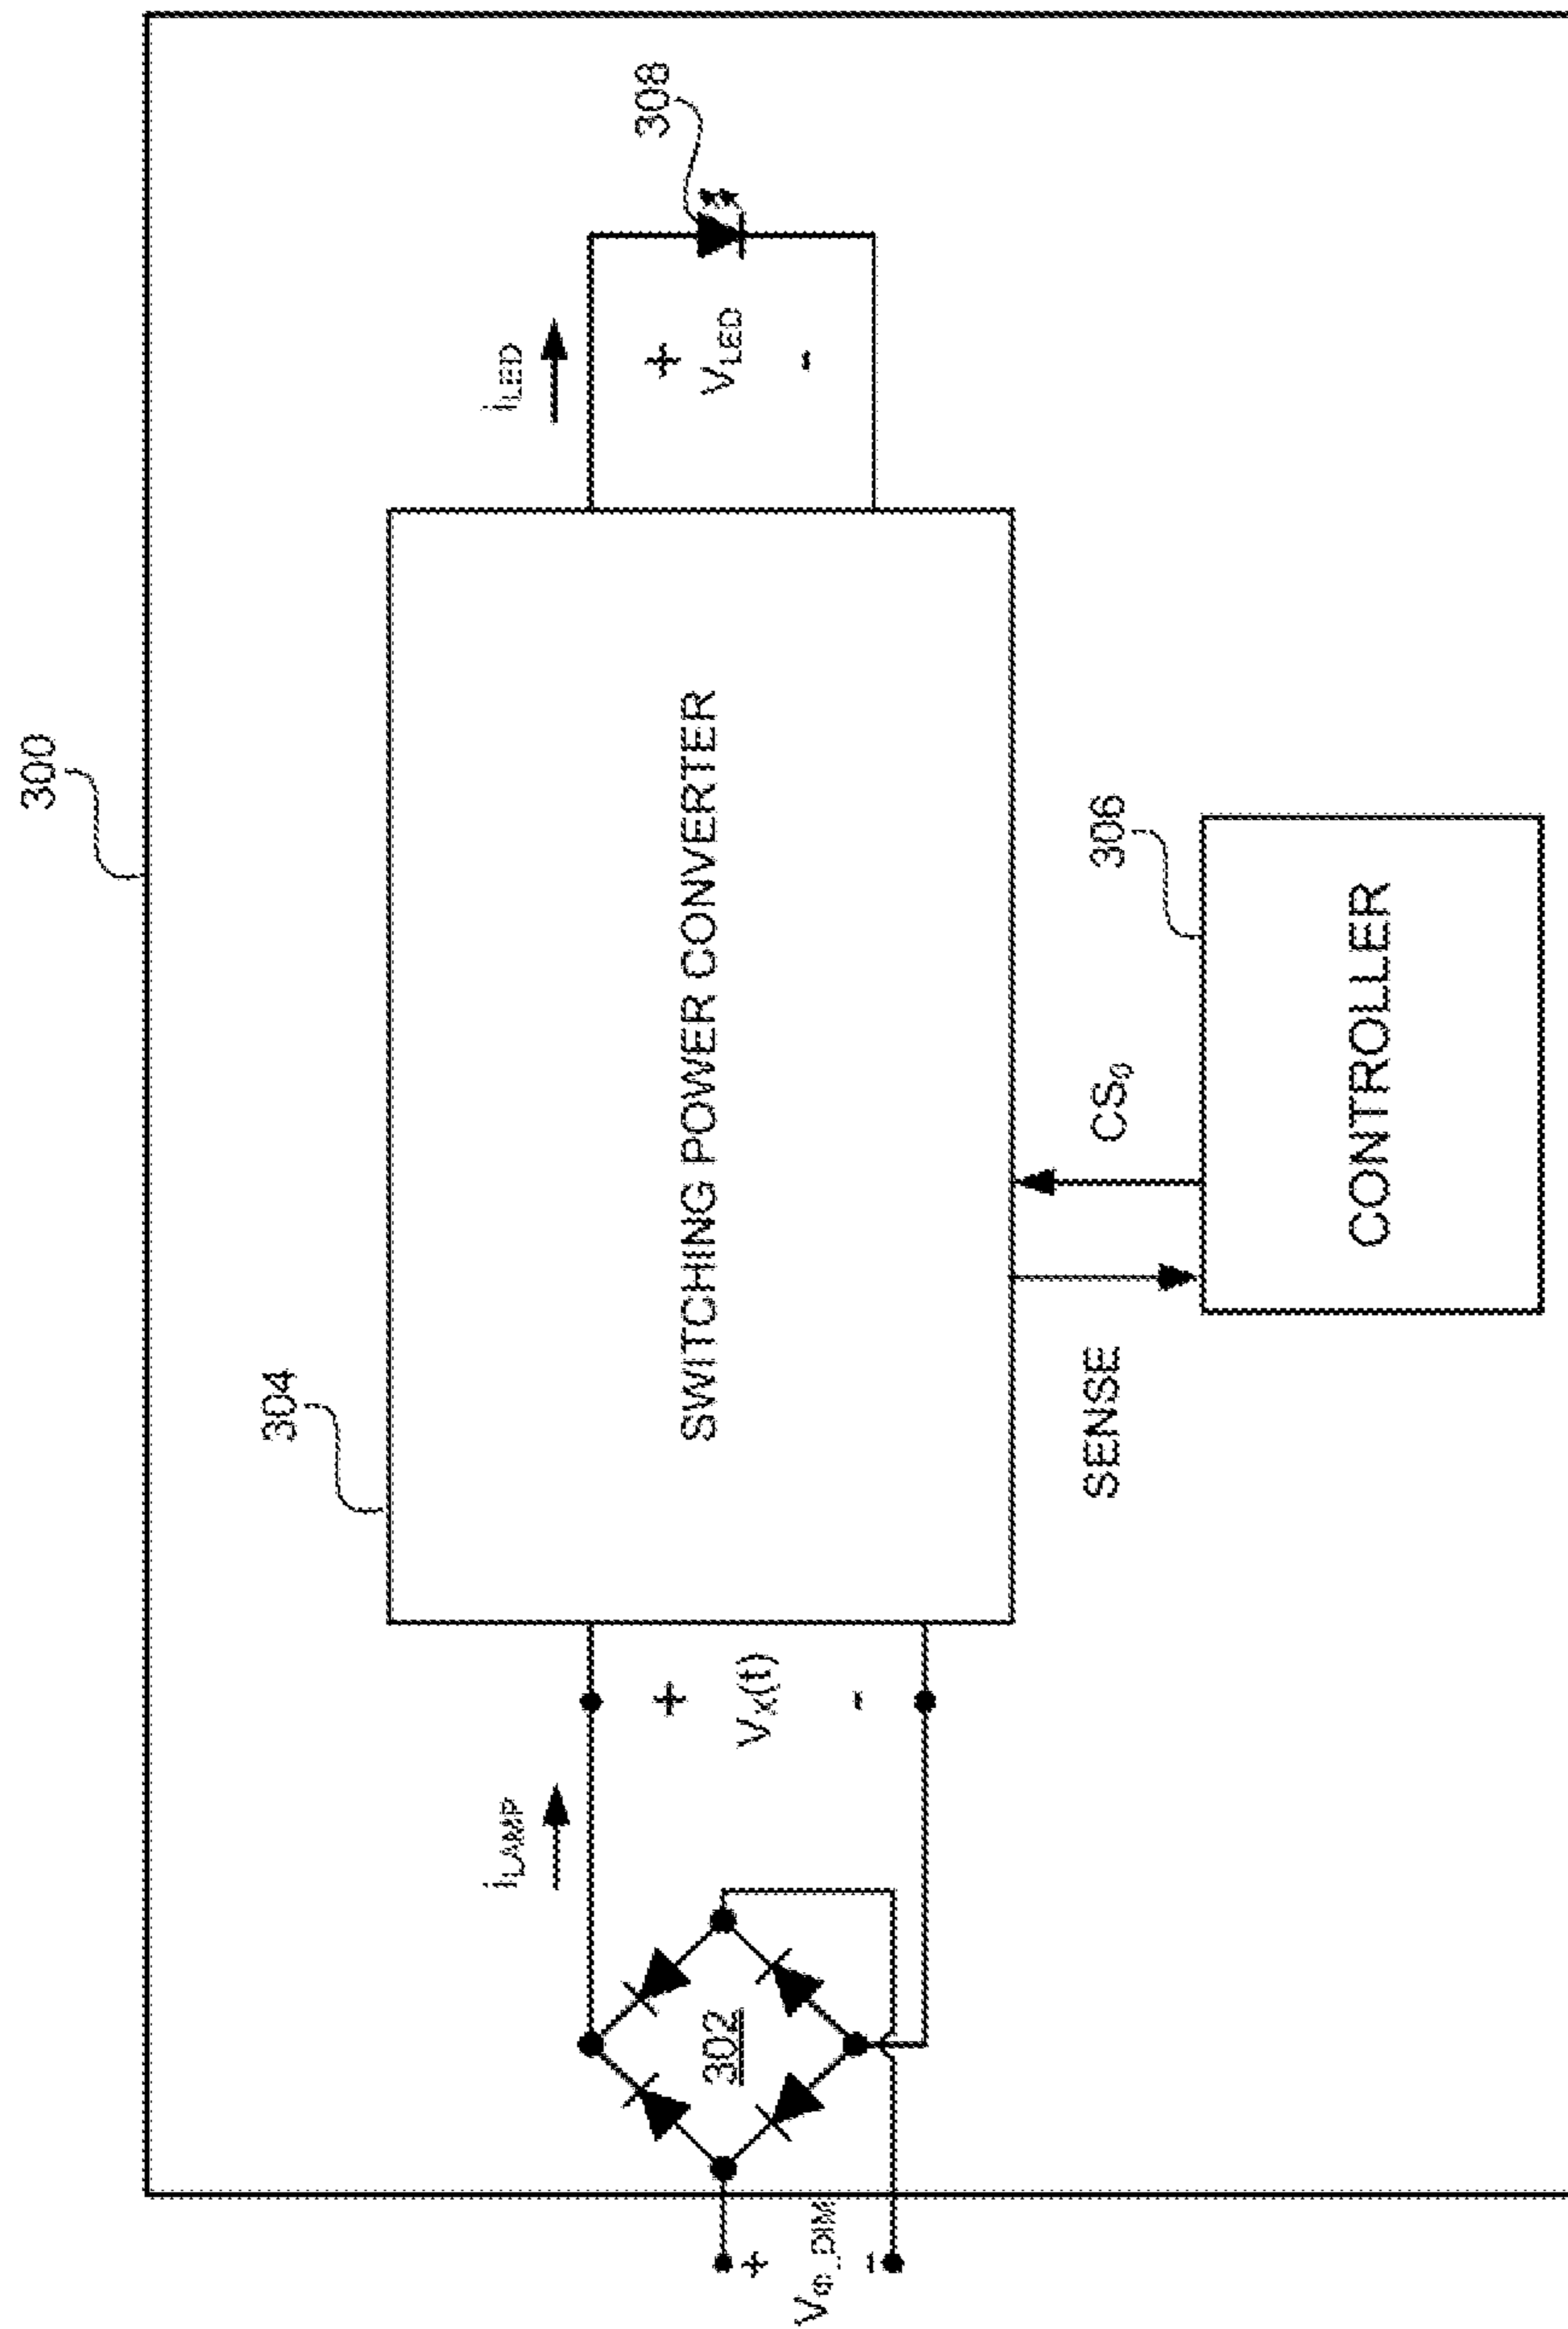 300
304
308
i_LAMP
i_LED
+
V_Φ_DIM
-
302
+
V_X(t)
-
SWITCHING POWER CONVERTER
+
V_LED
-
SENSE
CS_0
306
CONTROLLER